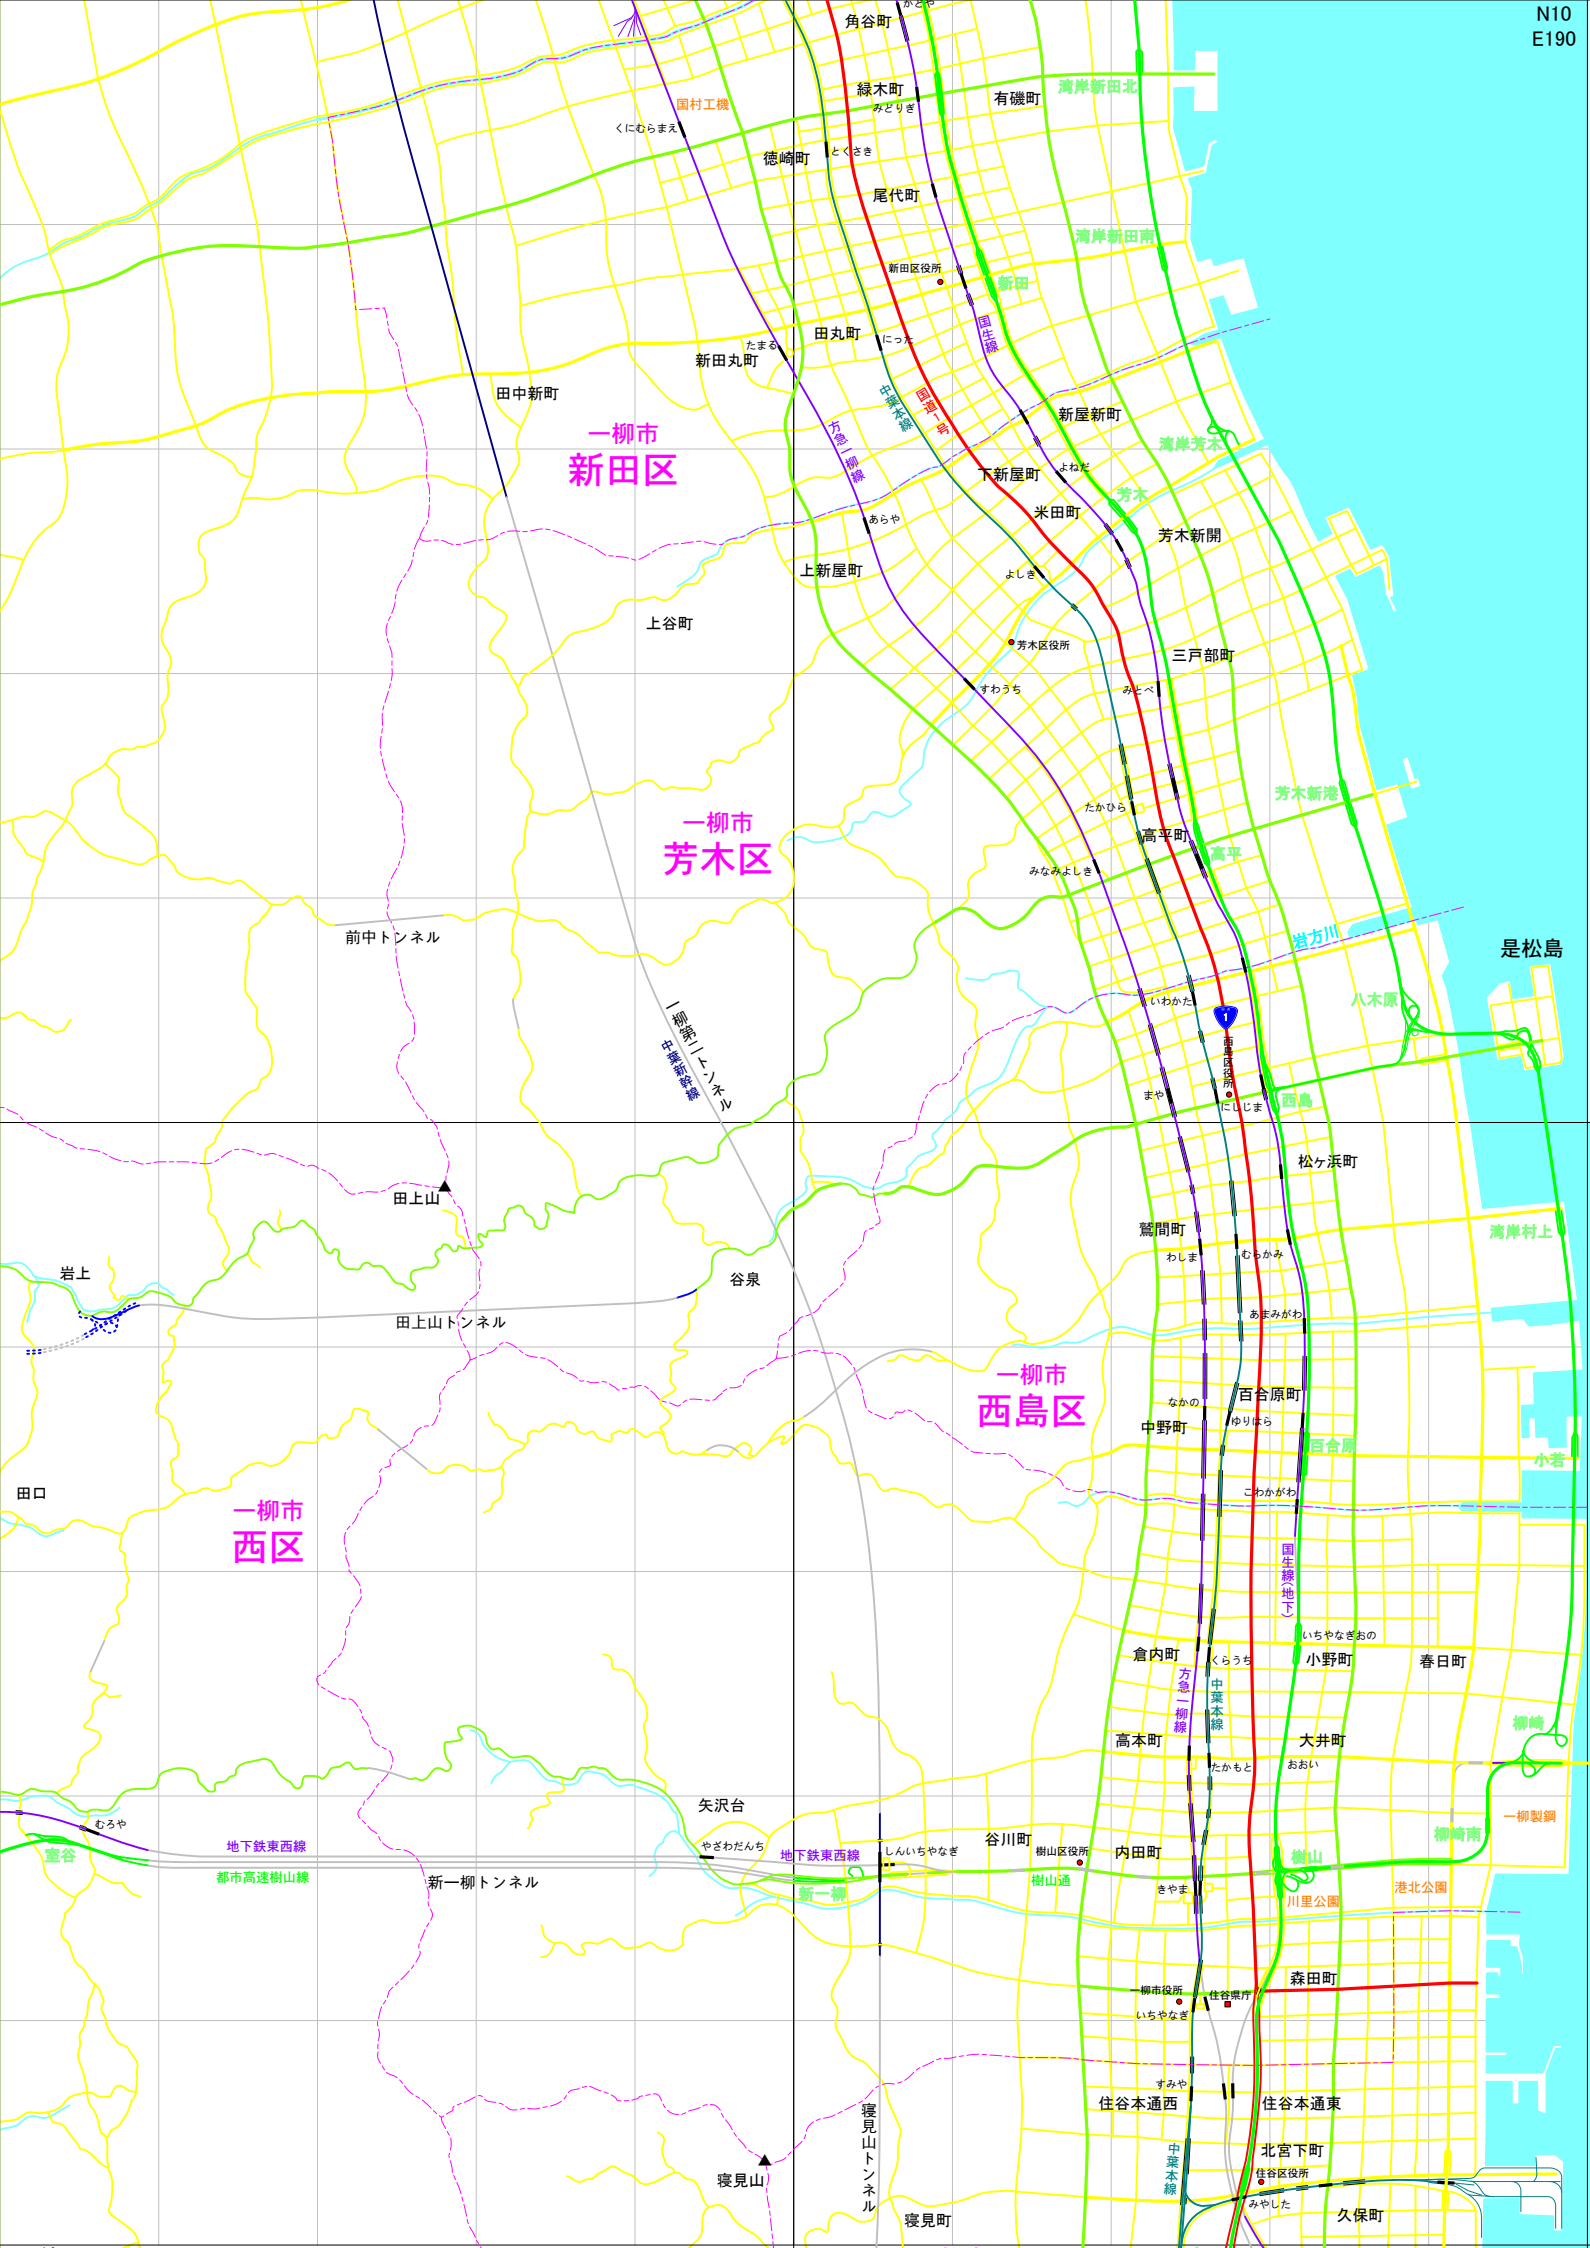 N10
E190
かどや
角谷町
緑木町
みどりぎ
有磯町
湾岸新田北
国村工機
くにむらまえ
徳崎町
とくさき
尾代町
湾岸新田南
新田区役所
新田
国生線
田丸町
にった
たまる
新田丸町
田中新町
中葉本線
国道1号
方急一柳線
新屋新町
湾岸芳木
一柳市
新田区
下新屋町
よねだ
芳木
米田町
あらや
芳木新開
上新屋町
よしき
上谷町
芳木区役所
三戸部町
すわうち
みとべ
芳木新港
たかひら
一柳市
芳木区
高平町
高平
みなみよしき
前中トンネル
岩方川
是松島
いわかた
八木原
1
一柳第二トンネル
中葉新幹線
西島区役所
まや
にしじま
西島
松ヶ浜町
田上山
鷲間町
わしま
むらかみ
湾岸村上
岩上
谷泉
田上山トンネル
あまみがわ
一柳市
西島区
なかの
百合原町
中野町
ゆりはら
百合原
小若
田口
こわかがわ
一柳市
西区
国生線(地下)
いちやなぎおの
倉内町
くらうち
小野町
春日町
方急一柳線
中葉本線
柳崎
高本町
大井町
たかもと
おおい
矢沢台
一柳製鋼
むろや
室谷
地下鉄東西線
やざわだんち
地下鉄東西線
しんいちやなぎ
谷川町
樹山区役所
内田町
樹山
柳崎南
都市高速樹山線
新一柳トンネル
新一柳
樹山通
きやま
川里公園
港北公園
森田町
一柳市役所
住谷県庁
いちやなぎ
すみや
住谷本通西
住谷本通東
寝見山トンネル
北宮下町
中葉本線
住谷区役所
寝見山
みやした
久保町
寝見町